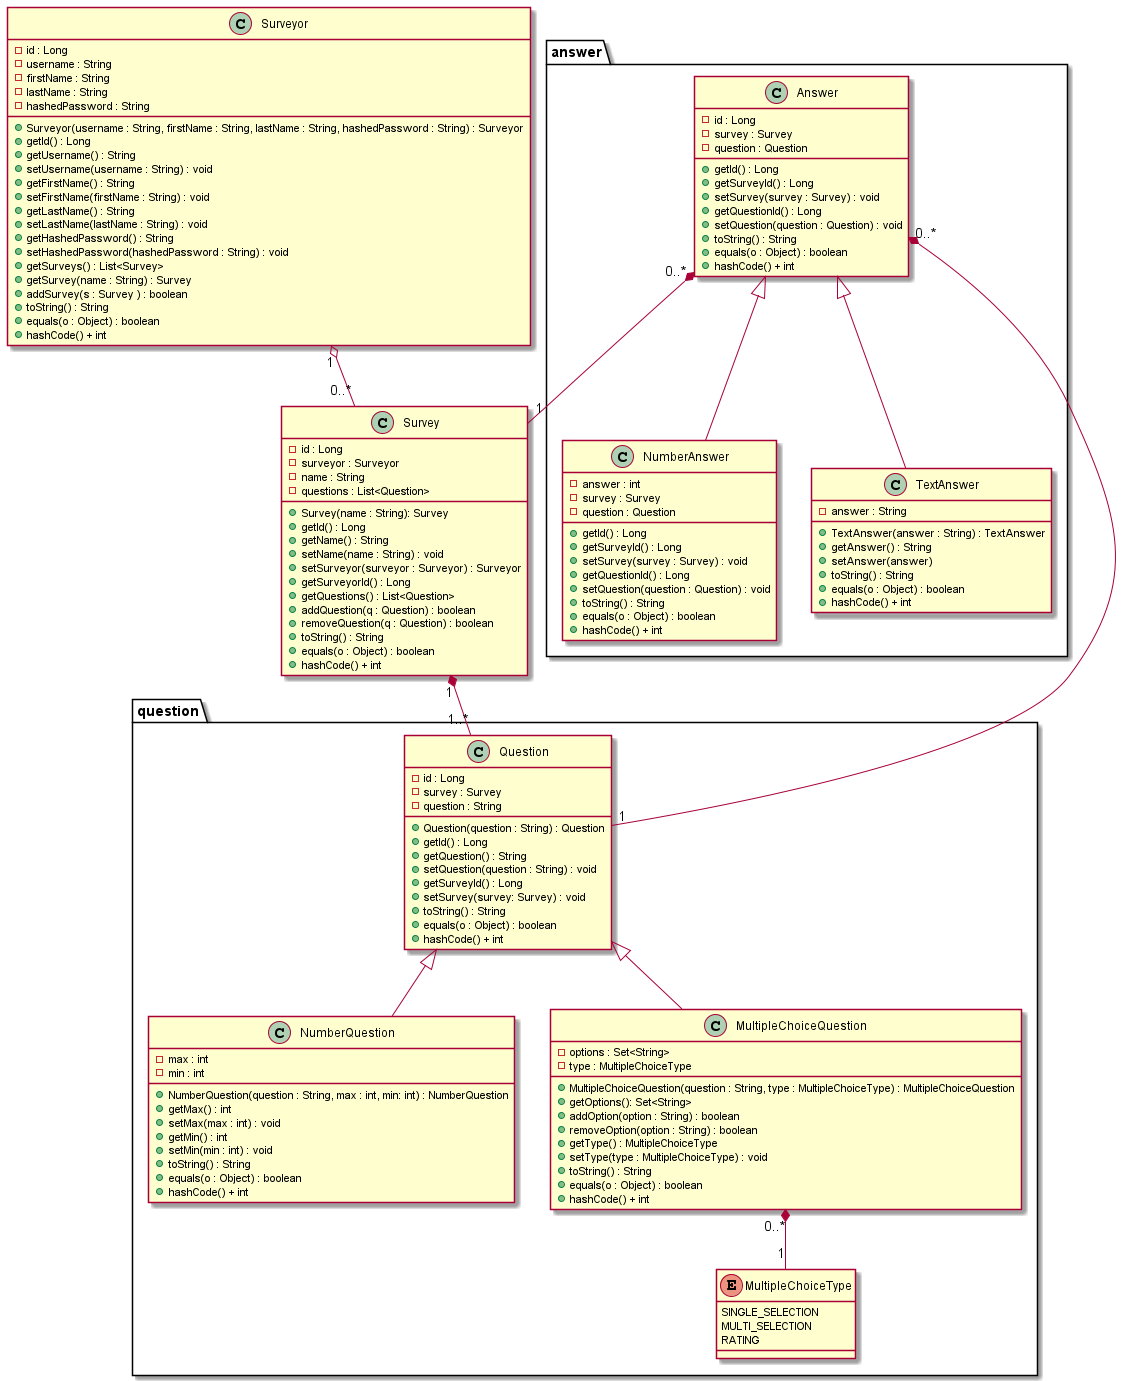 C Surveyor
id : Long
username : String
firstName : String
lastName : String
hashedPassword : String
Surveyor(username : String, firstName : String, lastName : String, hashedPassword : String) : Surveyor
getId() : Long
getUsername() : String
setUsername(username : String) : void
getFirstName() : String
setFirstName(firstName : String) : void
getLastName() : String
setLastName(lastName : String) : void
getHashedPassword() : String
setHashedPassword(hashedPassword : String) : void
getSurveys() : List<Survey>
getSurvey(name : String) : Survey
addSurvey(s : Survey ) : boolean
toString() : String
equals(o : Object) : boolean
hashCode() + int
answer
C Answer
id : Long
survey : Survey
question : Question
getId() : Long
getSurveyId() : Long
setSurvey(survey : Survey) : void
getQuestionId() : Long
setQuestion(question : Question) : void
toString() : String
equals(o : Object) : boolean
hashCode() + int
0..*
0..*
1
0..*
1
C Survey
id : Long
surveyor : Surveyor
name : String
questions : List<Question>
Survey(name : String): Survey
getId() : Long
getName() : String
setName(name : String) : void
setSurveyor(surveyor : Surveyor) : Surveyor
getSurveyorId() : Long
getQuestions() : List<Question>
addQuestion(q : Question) : boolean
removeQuestion(q : Question) : boolean
toString() : String
equals(o : Object) : boolean
hashCode() + int
C NumberAnswer
answer : int
survey : Survey
question : Question
getId() : Long
getSurveyId() : Long
setSurvey(survey : Survey) : void
getQuestionId() : Long
setQuestion(question : Question) : void
toString() : String
equals(o : Object) : boolean
hashCode() + int
C TextAnswer
answer : String
TextAnswer(answer : String) : TextAnswer
getAnswer() : String
setAnswer(answer)
toString() : String
equals(o : Object) : boolean
hashCode() + int
1
1..*
question
C Question
id : Long
survey : Survey
question : String
Question(question : String) : Question
getId() : Long
getQuestion() : String
setQuestion(question : String) : void
getSurveyId() : Long
setSurvey(survey: Survey) : void
toString() : String
equals(o : Object) : boolean
hashCode() + int
1
C NumberQuestion
max : int
min : int
NumberQuestion(question : String, max : int, min: int) : NumberQuestion
getMax() : int
setMax(max : int) : void
getMin() : int
setMin(min : int) : void
toString() : String
equals(o : Object) : boolean
hashCode() + int
C MultipleChoiceQuestion
options : Set<String>
type : MultipleChoiceType
MultipleChoiceQuestion(question : String, type : MultipleChoiceType) : MultipleChoiceQuestion
getOptions(): Set<String>
addOption(option : String) : boolean
removeOption(option : String) : boolean
getType() : MultipleChoiceType
setType(type : MultipleChoiceType) : void
toString() : String
equals(o : Object) : boolean
hashCode() + int
0..*
1
E MultipleChoiceType
SINGLE_SELECTION
MULTI_SELECTION
RATING